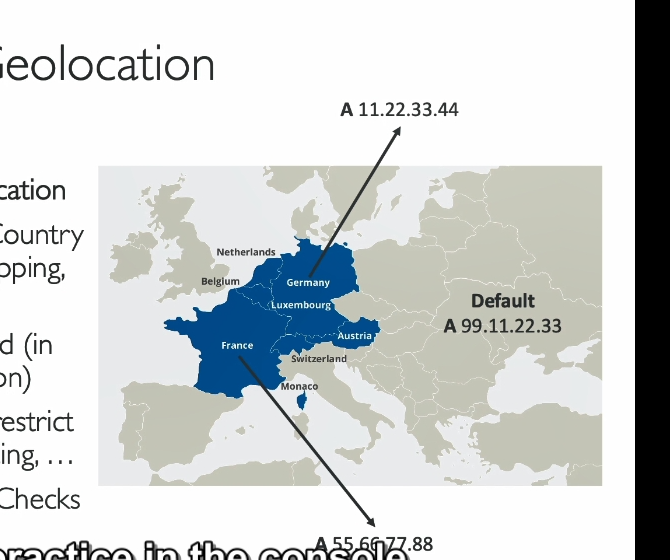 Geolocation
A 11.22.33.44
cation
Country
pping,
d (in
on)
restrict
ing, …
Checks
Netherlands
Belgium
Germany
Luxembourg
France
Austria
Switzerland
Monaco
Default
A 99.11.22.33
A 55.66.77.88
practice in the console